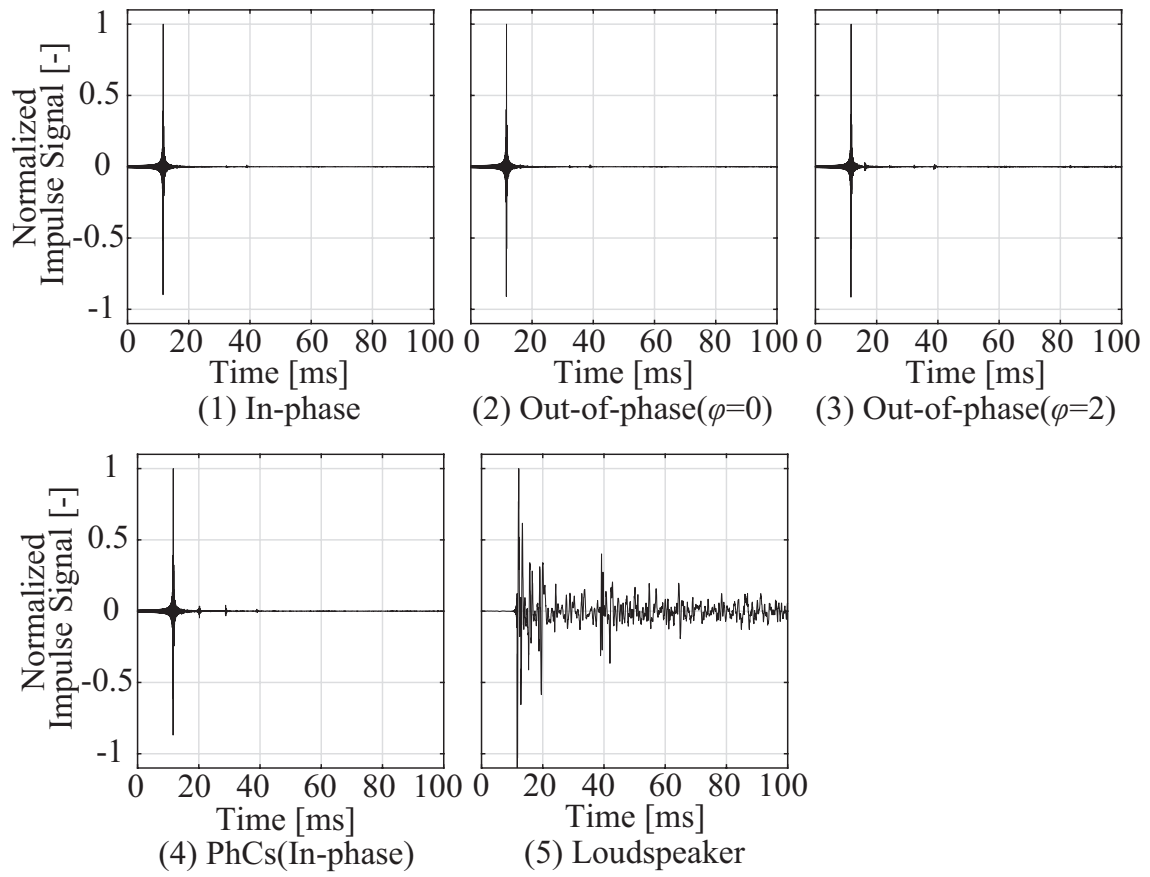 Normalized
Impulse Signal [-]
1
0.5
0
-0.5
-1
0 20 40 60 80 100
Time [ms]
(1) In-phase
0 20 40 60 80 100
Time [ms]
(2) Out-of-phase(φ=0)
0 20 40 60 80 100
Time [ms]
(3) Out-of-phase(φ=2)
Normalized
Impulse Signal [-]
1
0.5
0
-0.5
-1
0 20 40 60 80 100
Time [ms]
(4) PhCs(In-phase)
0 20 40 60 80 100
Time [ms]
(5) Loudspeaker